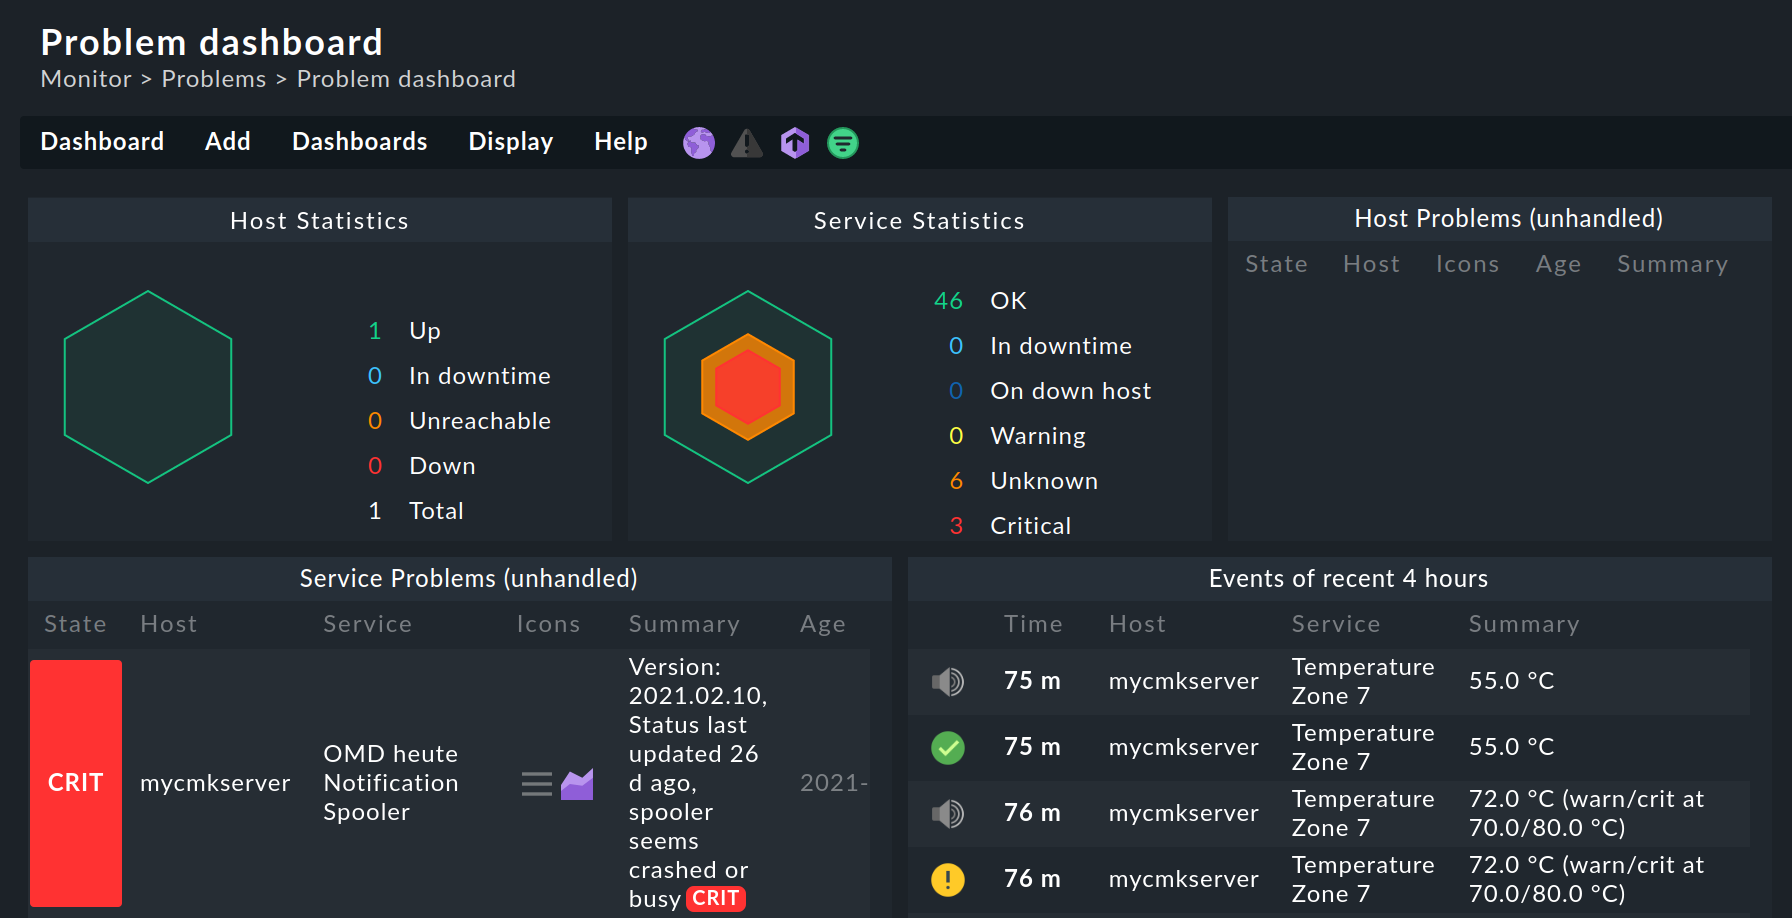 Problem dashboard
Monitor > Problems > Problem dashboard
Dashboard Add Dashboards Display Help
Host Statistics
1 Up
0 In downtime
0 Unreachable
0 Down
1 Total
Service Statistics
46 OK
0 In downtime
0 On down host
0 Warning
6 Unknown
3 Critical
Host Problems (unhandled)
State Host Icons Age Summary
Service Problems (unhandled)
State Host Service Icons Summary Age
CRIT
mycmkserver
OMD heute
Notification
Spooler
Version:
2021.02.10,
Status last
updated 26
d ago,
spooler
seems
crashed or
busy CRIT
2021-
Events of recent 4 hours
Time Host Service Summary
75 m mycmkserver Temperature
Zone 7
55.0 °C
75 m mycmkserver Temperature
Zone 7
55.0 °C
76 m mycmkserver Temperature
Zone 7
72.0 °C (warn/crit at
70.0/80.0 °C)
76 m mycmkserver Temperature
Zone 7
72.0 °C (warn/crit at
70.0/80.0 °C)